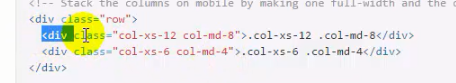 <!-- Stack the columns on mobile by making one full-width and the
<div class="row">
<div class="col-xs-12 col-md-8">.col-xs-12 .col-md-8</div>
<div class="col-xs-6 col-md-4">.col-xs-6 .col-md-4</div>
</div>